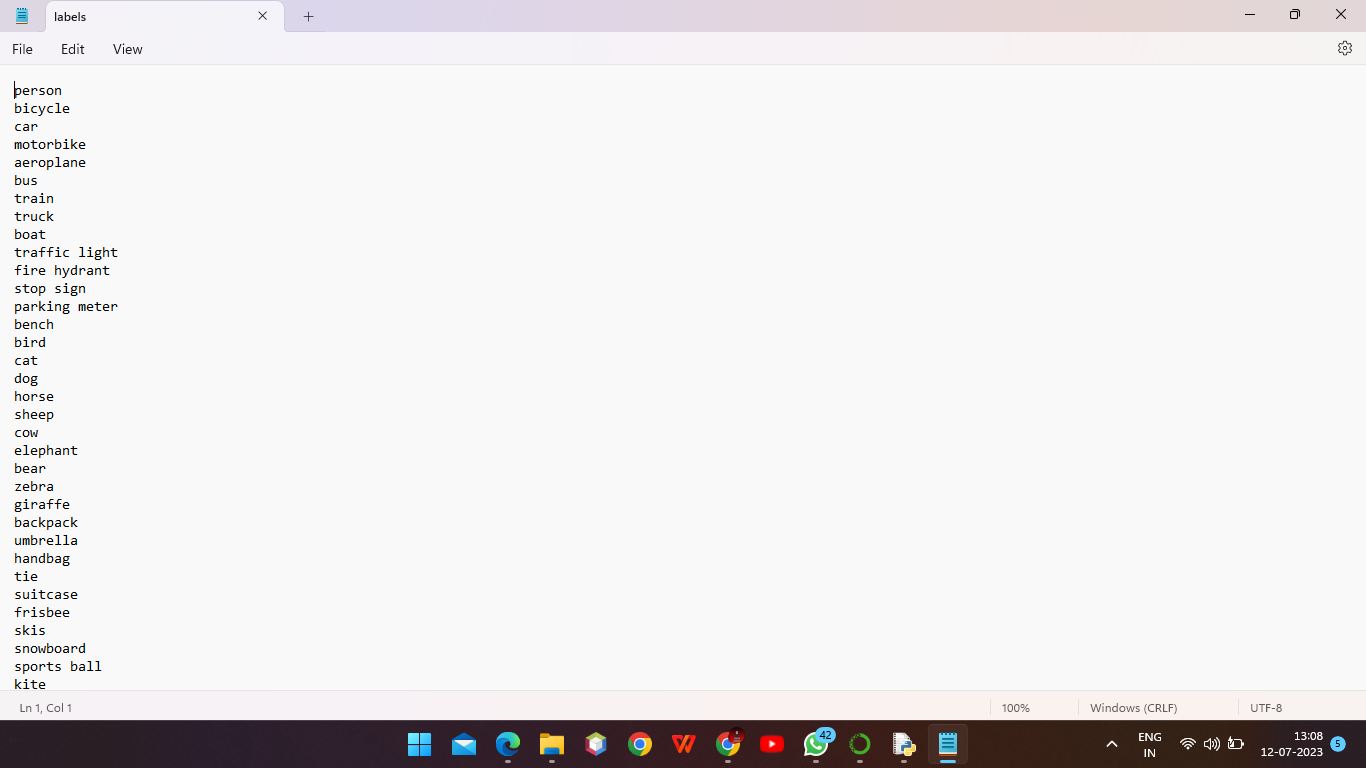 labels
File Edit View
person
bicycle
car
motorbike
aeroplane
bus
train
truck
boat
traffic light
fire hydrant
stop sign
parking meter
bench
bird
cat
dog
horse
sheep
cow
elephant
bear
zebra
giraffe
backpack
umbrella
handbag
tie
suitcase
frisbee
skis
snowboard
sports ball
kite
Ln 1, Col 1 100% Windows (CRLF) UTF-8
42
ENG 13:08
IN 12-07-2023 5